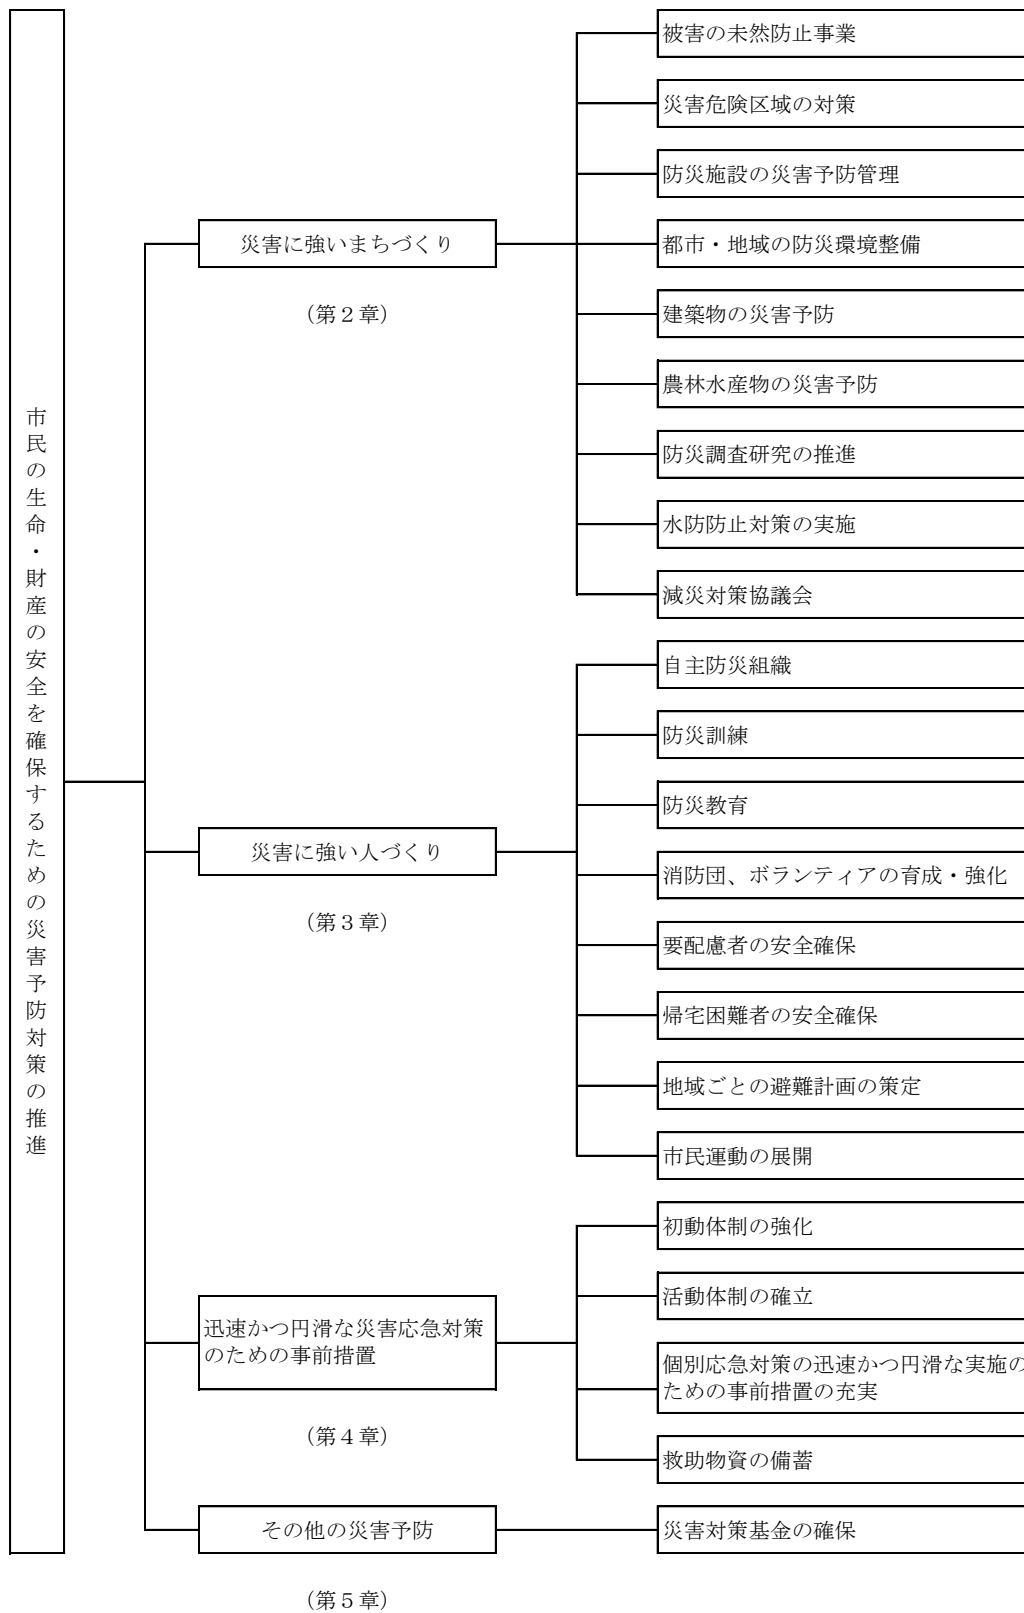 市民の生命・財産の安全を確保するための災害予防対策の推進
災害に強いまちづくり
（第２章）
被害の未然防止事業
災害危険区域の対策
防災施設の災害予防管理
都市・地域の防災環境整備
建築物の災害予防
農林水産物の災害予防
防災調査研究の推進
水防防止対策の実施
減災対策協議会
災害に強い人づくり
（第３章）
自主防災組織
防災訓練
防災教育
消防団、ボランティアの育成・強化
要配慮者の安全確保
帰宅困難者の安全確保
地域ごとの避難計画の策定
市民運動の展開
迅速かつ円滑な災害応急対策
のための事前措置
（第４章）
初動体制の強化
活動体制の確立
個別応急対策の迅速かつ円滑な実施の
ための事前措置の充実
救助物資の備蓄
その他の災害予防
（第５章）
災害対策基金の確保